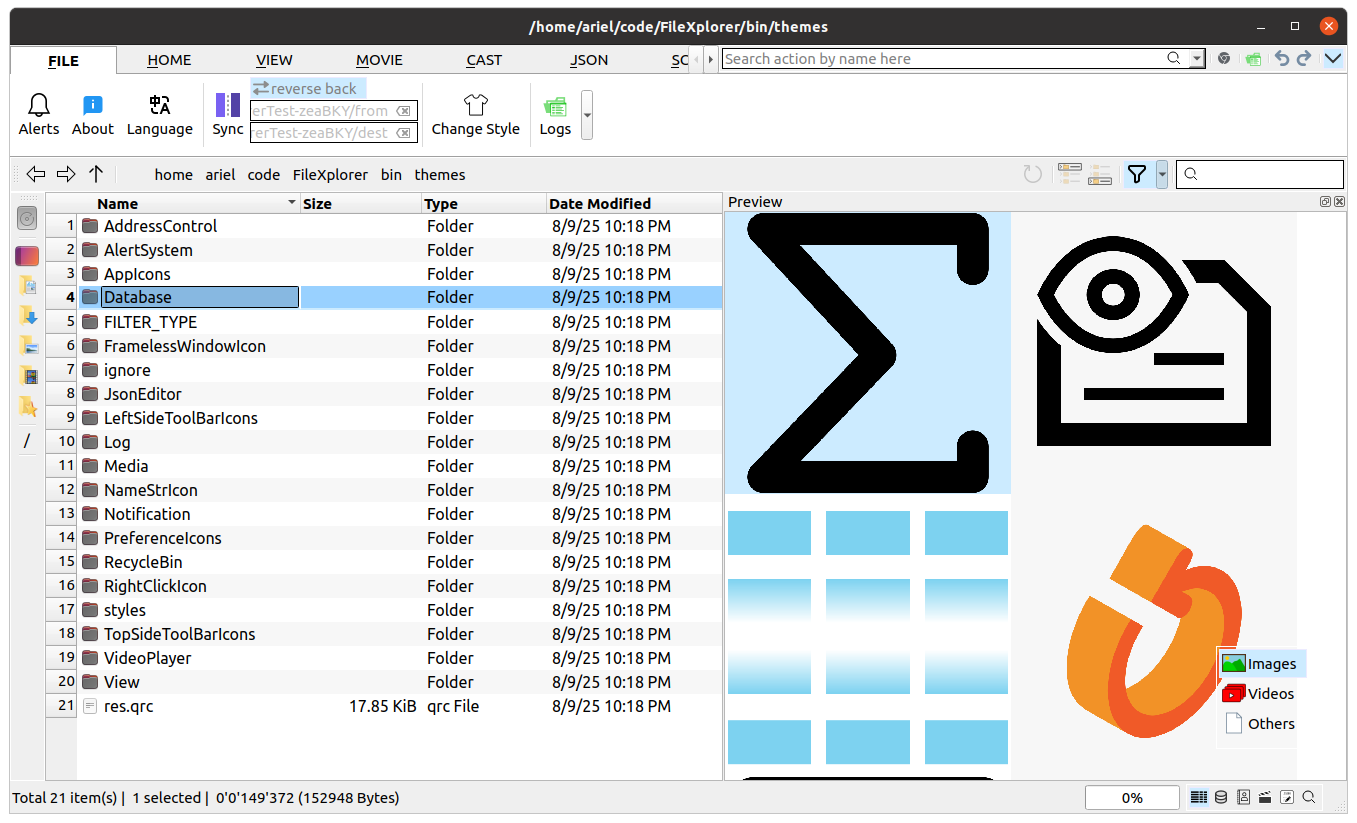 /home/ariel/code/FileXplorer/bin/themes
FILE HOME VIEW MOVIE CAST JSON SC Search action by name here
reverse back
erTest-zeaBKY/from
rerTest-zeaBKY/dest
Alerts About Language Sync Change Style Logs
home ariel code FileXplorer bin themes
Name Size Type Date Modified Preview
1 AddressControl Folder 8/9/25 10:18 PM
2 AlertSystem Folder 8/9/25 10:18 PM
3 AppIcons Folder 8/9/25 10:18 PM
4 Database Folder 8/9/25 10:18 PM
5 FILTER_TYPE Folder 8/9/25 10:18 PM
6 FramelessWindowIcon Folder 8/9/25 10:18 PM
7 ignore Folder 8/9/25 10:18 PM
8 JsonEditor Folder 8/9/25 10:18 PM
9 LeftSideToolBarIcons Folder 8/9/25 10:18 PM
/ 10 Log Folder 8/9/25 10:18 PM
11 Media Folder 8/9/25 10:18 PM
12 NameStrIcon Folder 8/9/25 10:18 PM
13 Notification Folder 8/9/25 10:18 PM
14 PreferenceIcons Folder 8/9/25 10:18 PM
15 RecycleBin Folder 8/9/25 10:18 PM
16 RightClickIcon Folder 8/9/25 10:18 PM
17 styles Folder 8/9/25 10:18 PM
18 TopSideToolBarIcons Folder 8/9/25 10:18 PM
19 VideoPlayer Folder 8/9/25 10:18 PM
20 View Folder 8/9/25 10:18 PM
21 res.qrc 17.85 KiB qrc File 8/9/25 10:18 PM
Images
Videos
Others
Total 21 item(s) | 1 selected | 0'0'149'372 (152948 Bytes) 0%